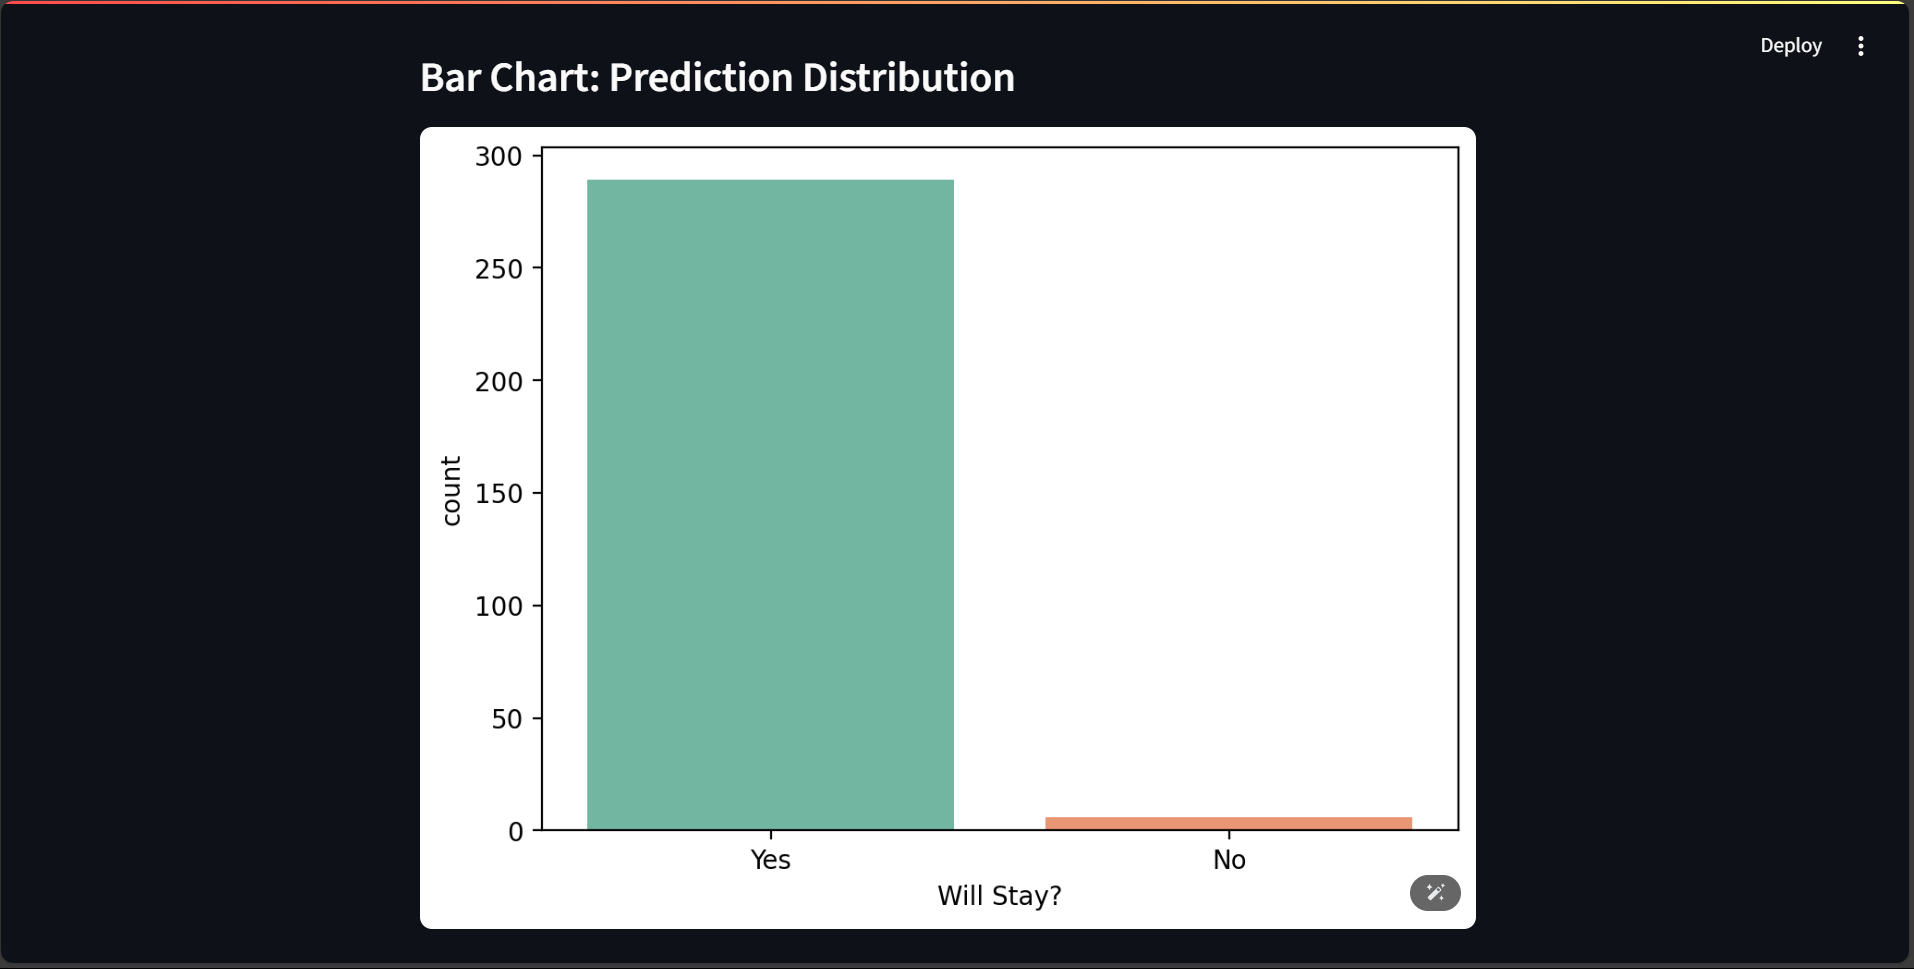 Deploy
Bar Chart: Prediction Distribution
300
250
200
150
100
50
0
count
Yes
No
Will Stay?